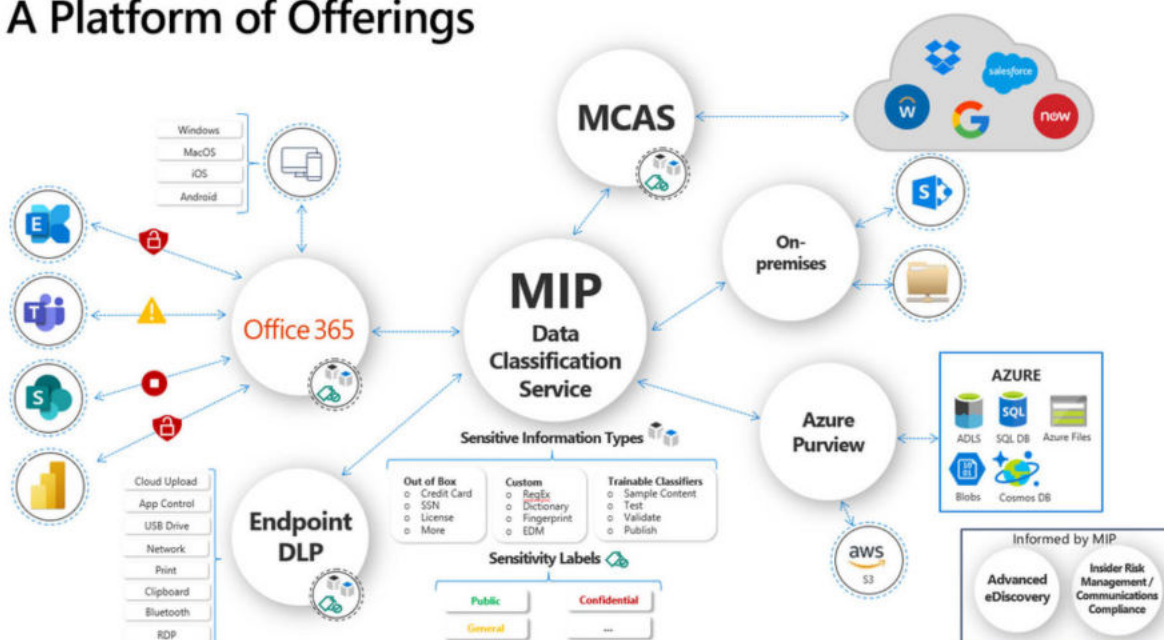 A Platform of Offerings
MCAS
salesforce
W
G
now
Windows
MacOS
iOS
Android
E
T
S
Office 365
MIP
Data
Classification
Service
On-
premises
S
Azure
Purview
AZURE
ADLS
SQL
SQL DB
Azure Files
10
01
Blobs
Cosmos DB
aws
S3
Sensitive Information Types
Out of Box
o Credit Card
o SSN
o License
o More
Custom
o RegEx
o Dictionary
o Fingerprint
o EDM
Trainable Classifiers
o Sample Content
o Test
o Validate
o Publish
Sensitivity Labels
Public
Confidential
General
...
Endpoint
DLP
Cloud Upload
App Control
USB Drive
Network
Print
Clipboard
Bluetooth
RDP
Informed by MIP
Advanced
eDiscovery
Insider Risk
Management /
Communications
Compliance